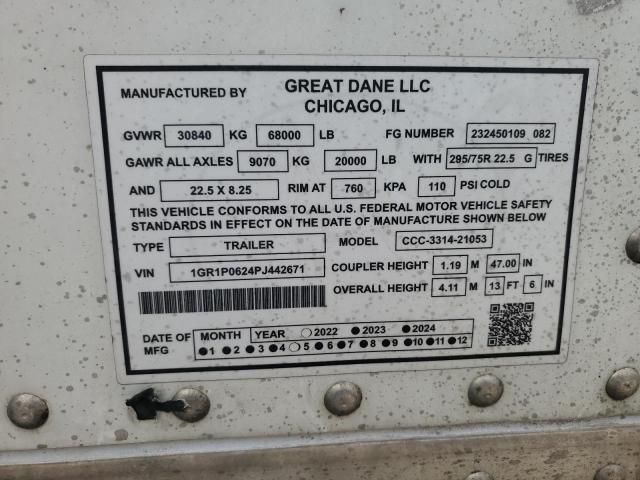 MANUFACTURED BY GREAT DANE LLC
CHICAGO, IL
GVWR 30840 KG 68000 LB FG NUMBER 232450109_082
GAWR ALL AXLES 9070 KG 20000 LB WITH 295/75R 22.5 G TIRES
AND 22.5 X 8.25 RIM AT 760 KPA 110 PSI COLD
THIS VEHICLE CONFORMS TO ALL U.S. FEDERAL MOTOR VEHICLE SAFETY
STANDARDS IN EFFECT ON THE DATE OF MANUFACTURE SHOWN BELOW
TYPE TRAILER MODEL CCC-3314-21053
VIN 1GR1P0624PJ442671 COUPLER HEIGHT 1.19 M 47.00 IN
OVERALL HEIGHT 4.11 M 13 FT 6 IN
DATE OF MFG MONTH YEAR 2022 2023 2024
1 2 3 4 5 6 7 8 9 10 11 12